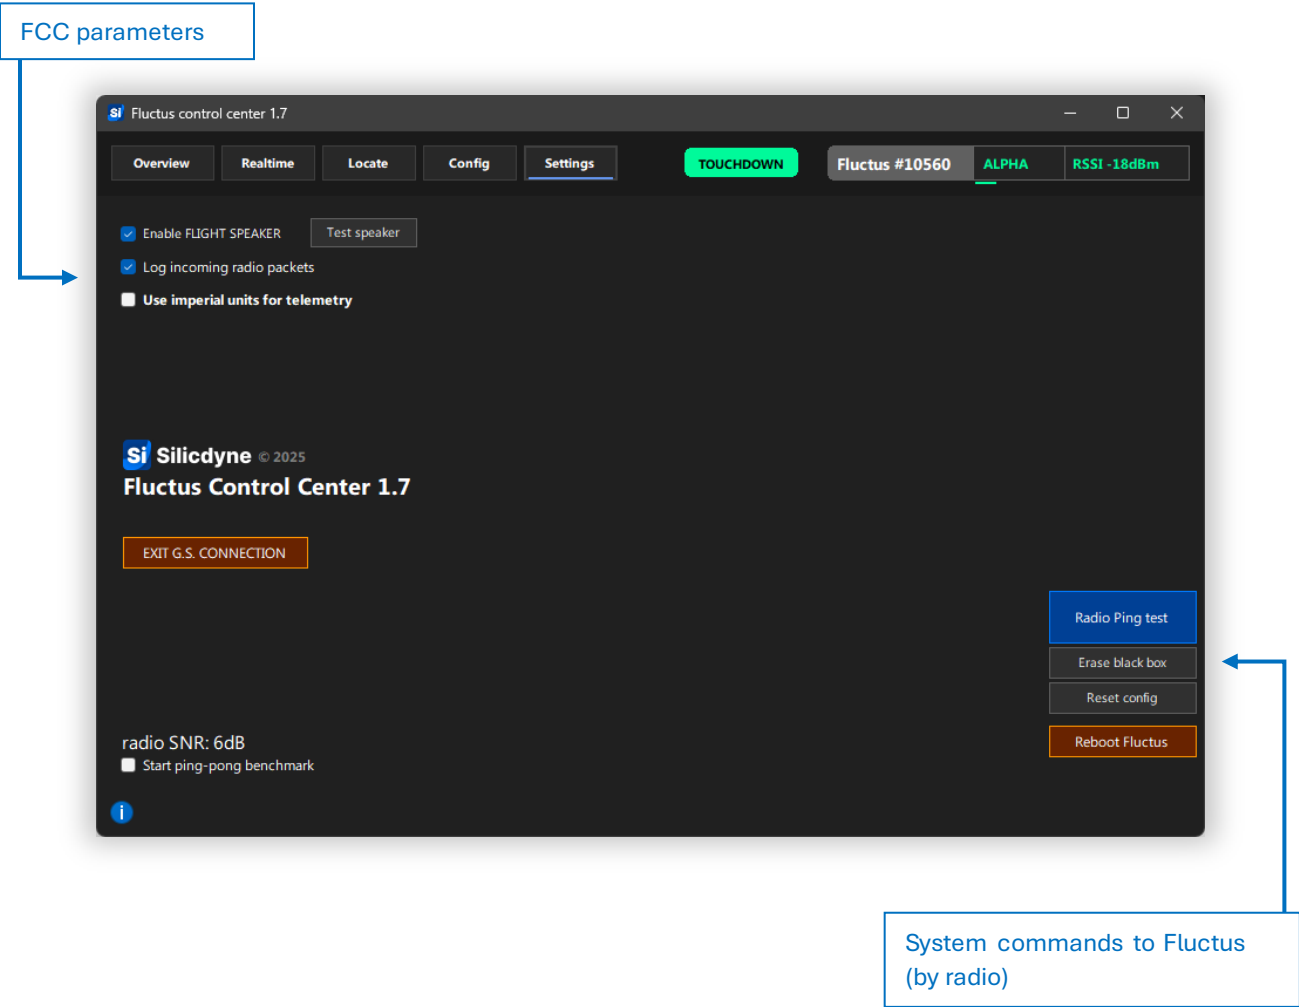 FCC parameters
Si Fluctus control center 1.7
Overview Realtime Locate Config Settings TOUCHDOWN Fluctus #10560 ALPHA RSSI -18dBm
Enable FLIGHT SPEAKER Test speaker
Log incoming radio packets
Use imperial units for telemetry
Si Silicdyne © 2025
Fluctus Control Center 1.7
EXIT G.S. CONNECTION
Radio Ping test
Erase black box
Reset config
Reboot Fluctus
radio SNR: 6dB
Start ping-pong benchmark
i
System commands to Fluctus
(by radio)